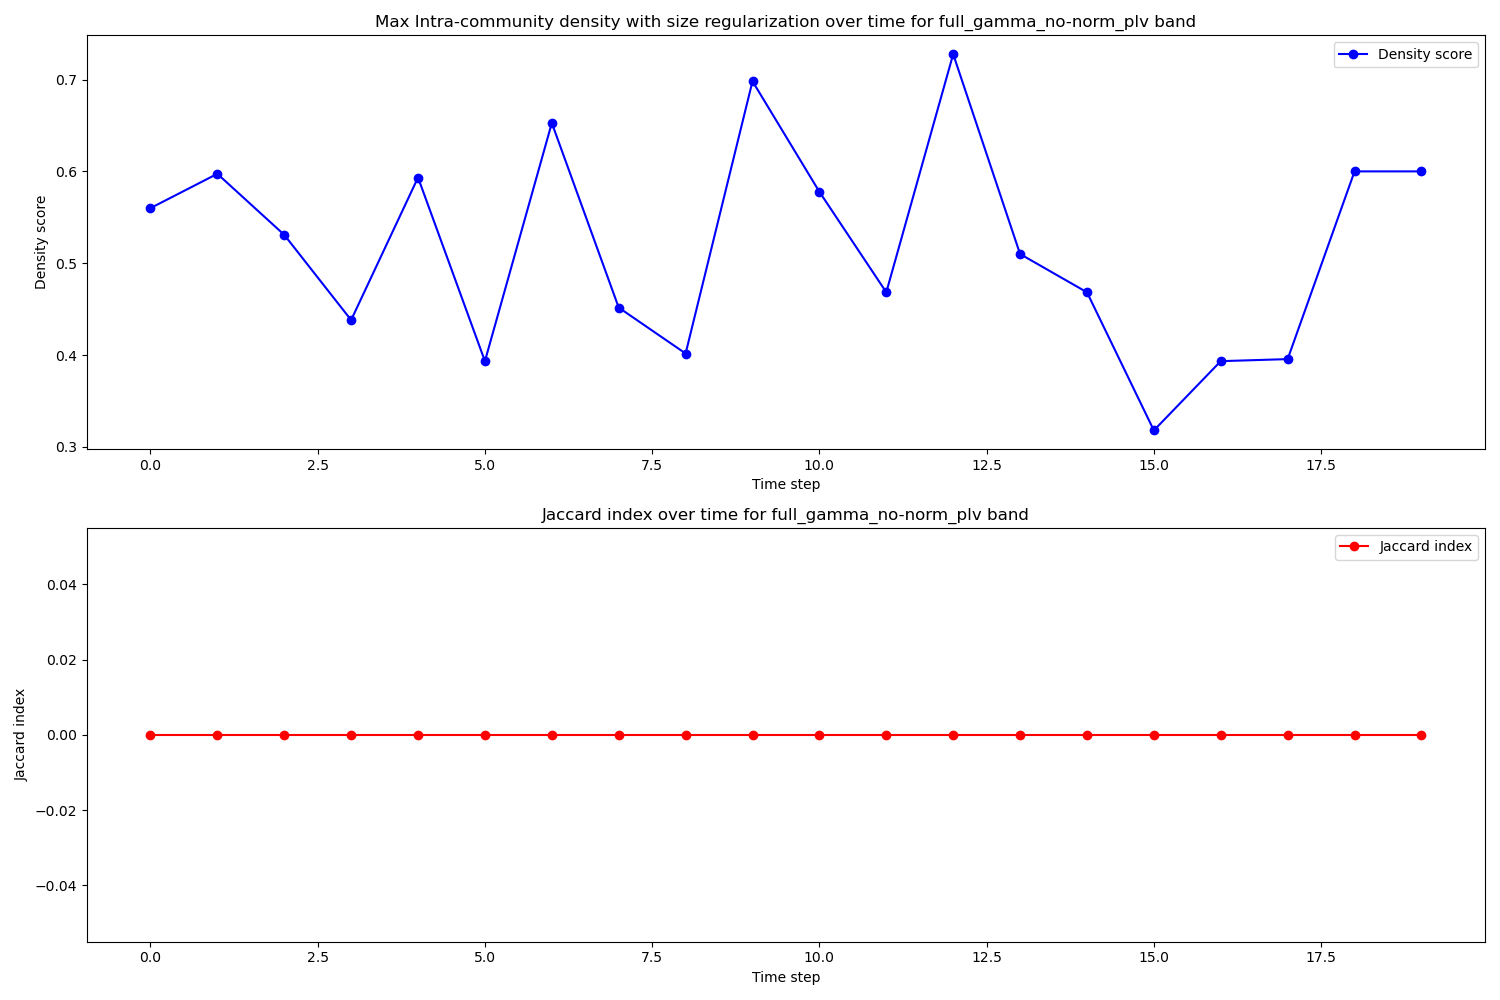 Max Intra-community density with size regularization over time for full_gamma_no-norm_plv band
Density score
0.7
0.6
0.5
0.4
0.3
Density score
0.0 2.5 5.0 7.5 10.0 12.5 15.0 17.5
Time step
Jaccard index over time for full_gamma_no-norm_plv band
Jaccard index
0.04
0.02
0.00
−0.02
−0.04
Jaccard index
0.0 2.5 5.0 7.5 10.0 12.5 15.0 17.5
Time step